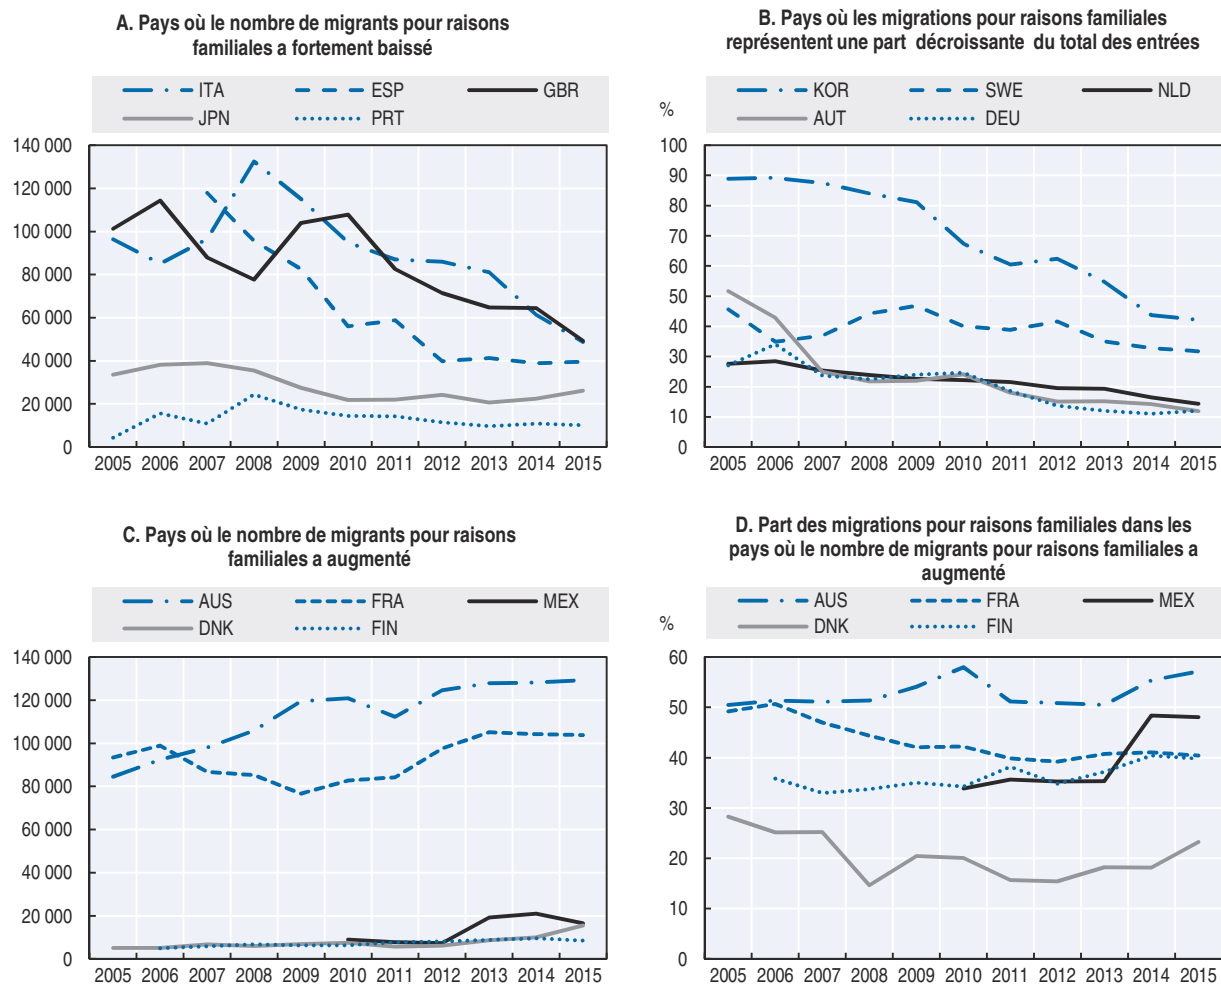 A. Pays où le nombre de migrants pour raisons
familiales a fortement baissé
ITA ESP GBR
JPN PRT
140 000
120 000
100 000
80 000
60 000
40 000
20 000
0
2005 2006 2007 2008 2009 2010 2011 2012 2013 2014 2015
B. Pays où les migrations pour raisons familiales
représentent une part décroissante du total des entrées
KOR SWE NLD
AUT DEU
%
100
90
80
70
60
50
40
30
20
10
0
2005 2006 2007 2008 2009 2010 2011 2012 2013 2014 2015
C. Pays où le nombre de migrants pour raisons
familiales a augmenté
AUS FRA MEX
DNK FIN
140 000
120 000
100 000
80 000
60 000
40 000
20 000
0
2005 2006 2007 2008 2009 2010 2011 2012 2013 2014 2015
D. Part des migrations pour raisons familiales dans les
pays où le nombre de migrants pour raisons familiales a
augmenté
AUS FRA MEX
DNK FIN
%
60
50
40
30
20
10
0
2005 2006 2007 2008 2009 2010 2011 2012 2013 2014 2015